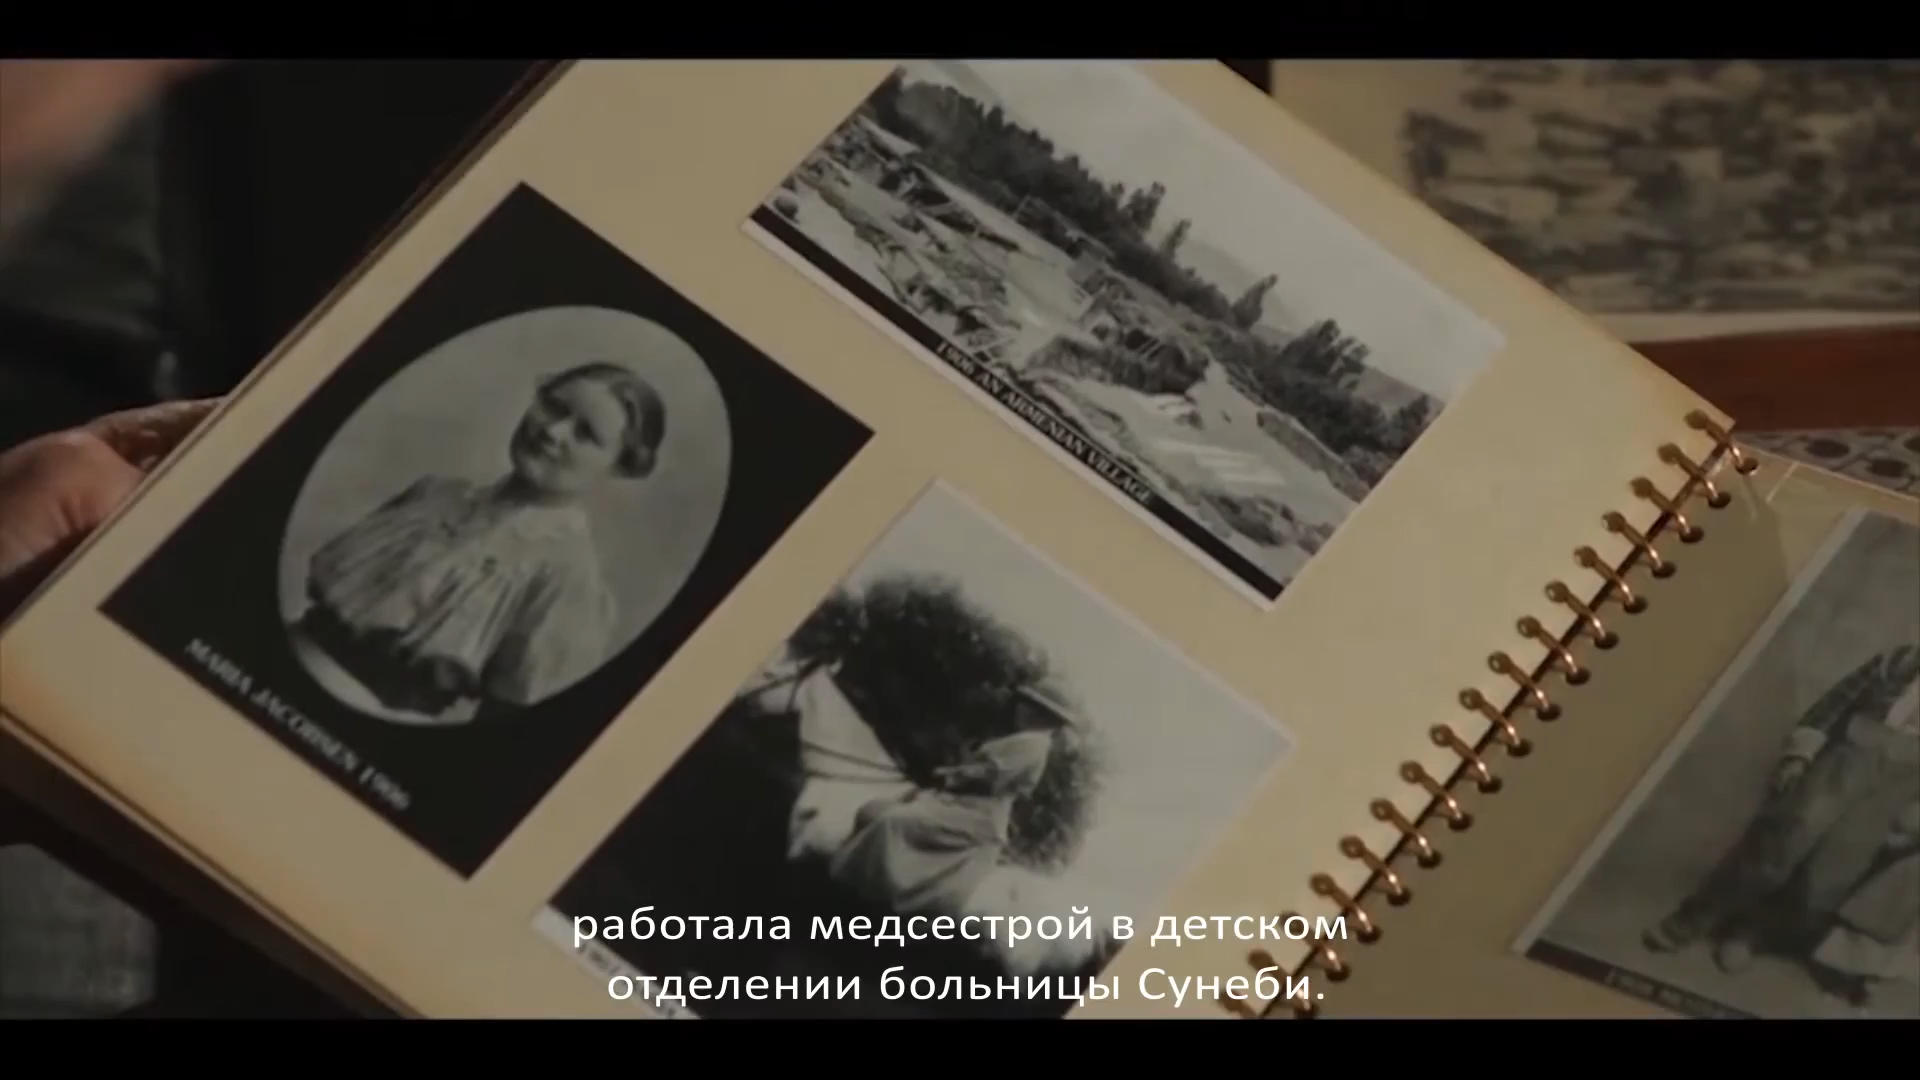 1906 AN ARMENIAN VILLAGE
MARIA JACOBSEN 1906
работала медсестрой в детском
отделении больницы Сунеби.